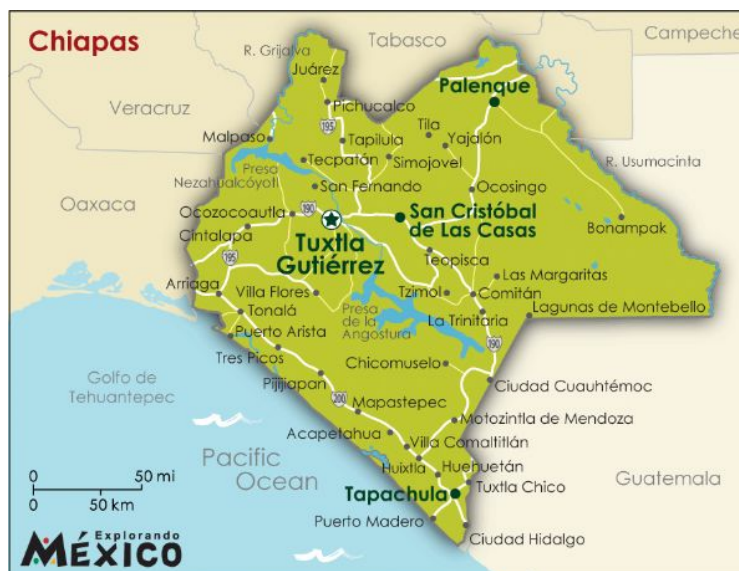 Chiapas
R. Grijalva
Tabasco
Campeche
Juárez
Palenque
Veracruz
Pichucalco
195
Malpaso
Tapilula
Tila
Yajalón
Tecpatán
Simojovel
R. Usumacinta
Presa
Nezahualcóyotl
San Fernando
Ocosingo
Oaxaca
Ocozocoautla
190
San Cristóbal
de Las Casas
Bonampak
Cintalapa
Tuxtla
Gutiérrez
Teopisca
195
Las Margaritas
Arriaga
Villa Flores
Tzimol
Comitán
Tonalá
Presa
de la
Angostura
La Trinitaria
Lagunas de Montebello
Puerto Arista
190
Tres Picos
Chicomuselo
Golfo de
Tehuantepec
Pijijiapan
Ciudad Cuauhtémoc
200
Mapastepec
Motozintla de Mendoza
Acapetahua
Villa Comaltitlán
Pacific
Ocean
Huixtla
Huehuetán
Guatemala
0 50 mi
0 50 km
Tapachula
Tuxtla Chico
Puerto Madero
Ciudad Hidalgo
Explorando
MÉXICO